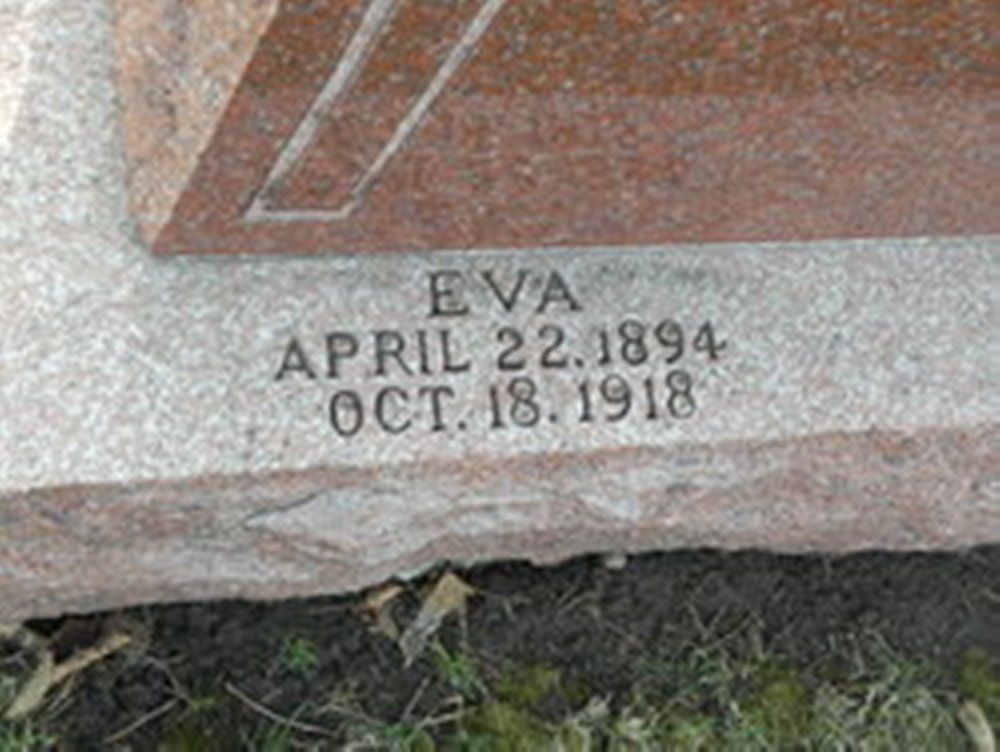 EVA
APRIL 22. 1894
OCT. 18. 1918